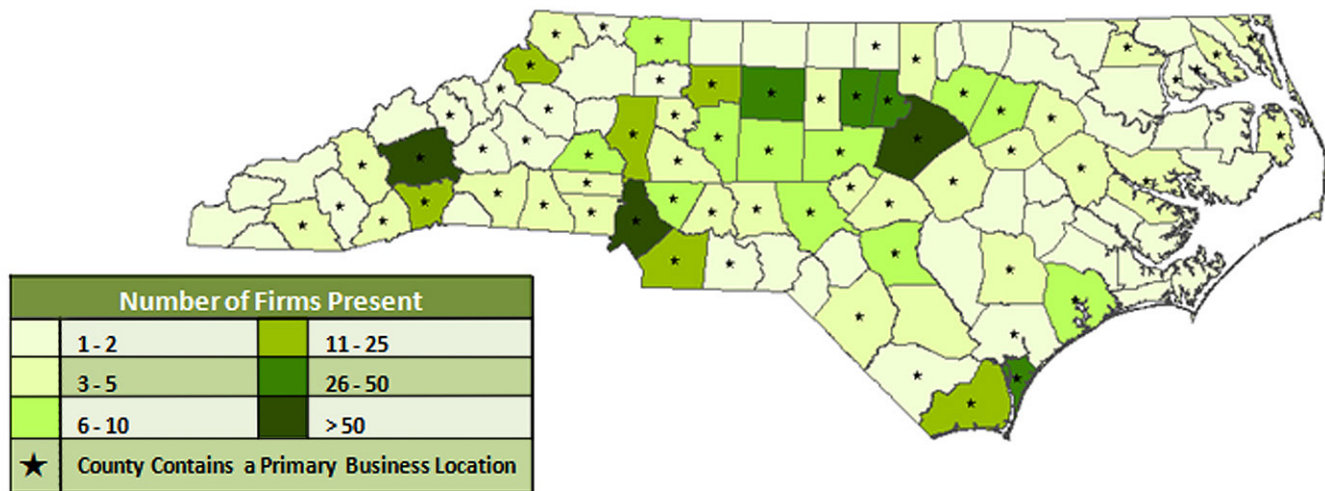 Number of Firms Present
1 - 2 11 - 25
3 - 5 26 - 50
6 - 10 > 50
County Contains a Primary Business Location